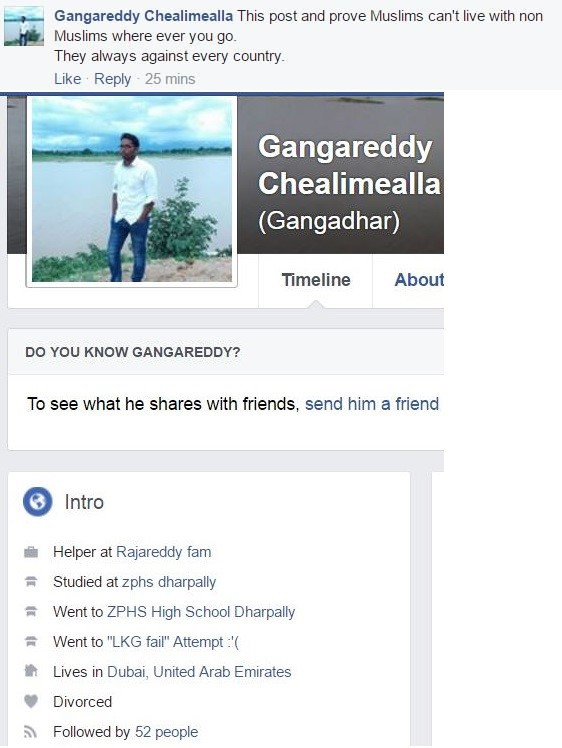 Gangareddy Chealimealla This post and prove Muslims can't live with non
Muslims where ever you go.
They always against every country.
Like · Reply · 25 mins
Gangareddy
Chealimealla
(Gangadhar)
Timeline
About
DO YOU KNOW GANGAREDDY?
To see what he shares with friends, send him a friend
Intro
Helper at Rajareddy fam
Studied at zphs dharpally
Went to ZPHS High School Dharpally
Went to "LKG fail" Attempt :'(
Lives in Dubai, United Arab Emirates
Divorced
Followed by 52 people